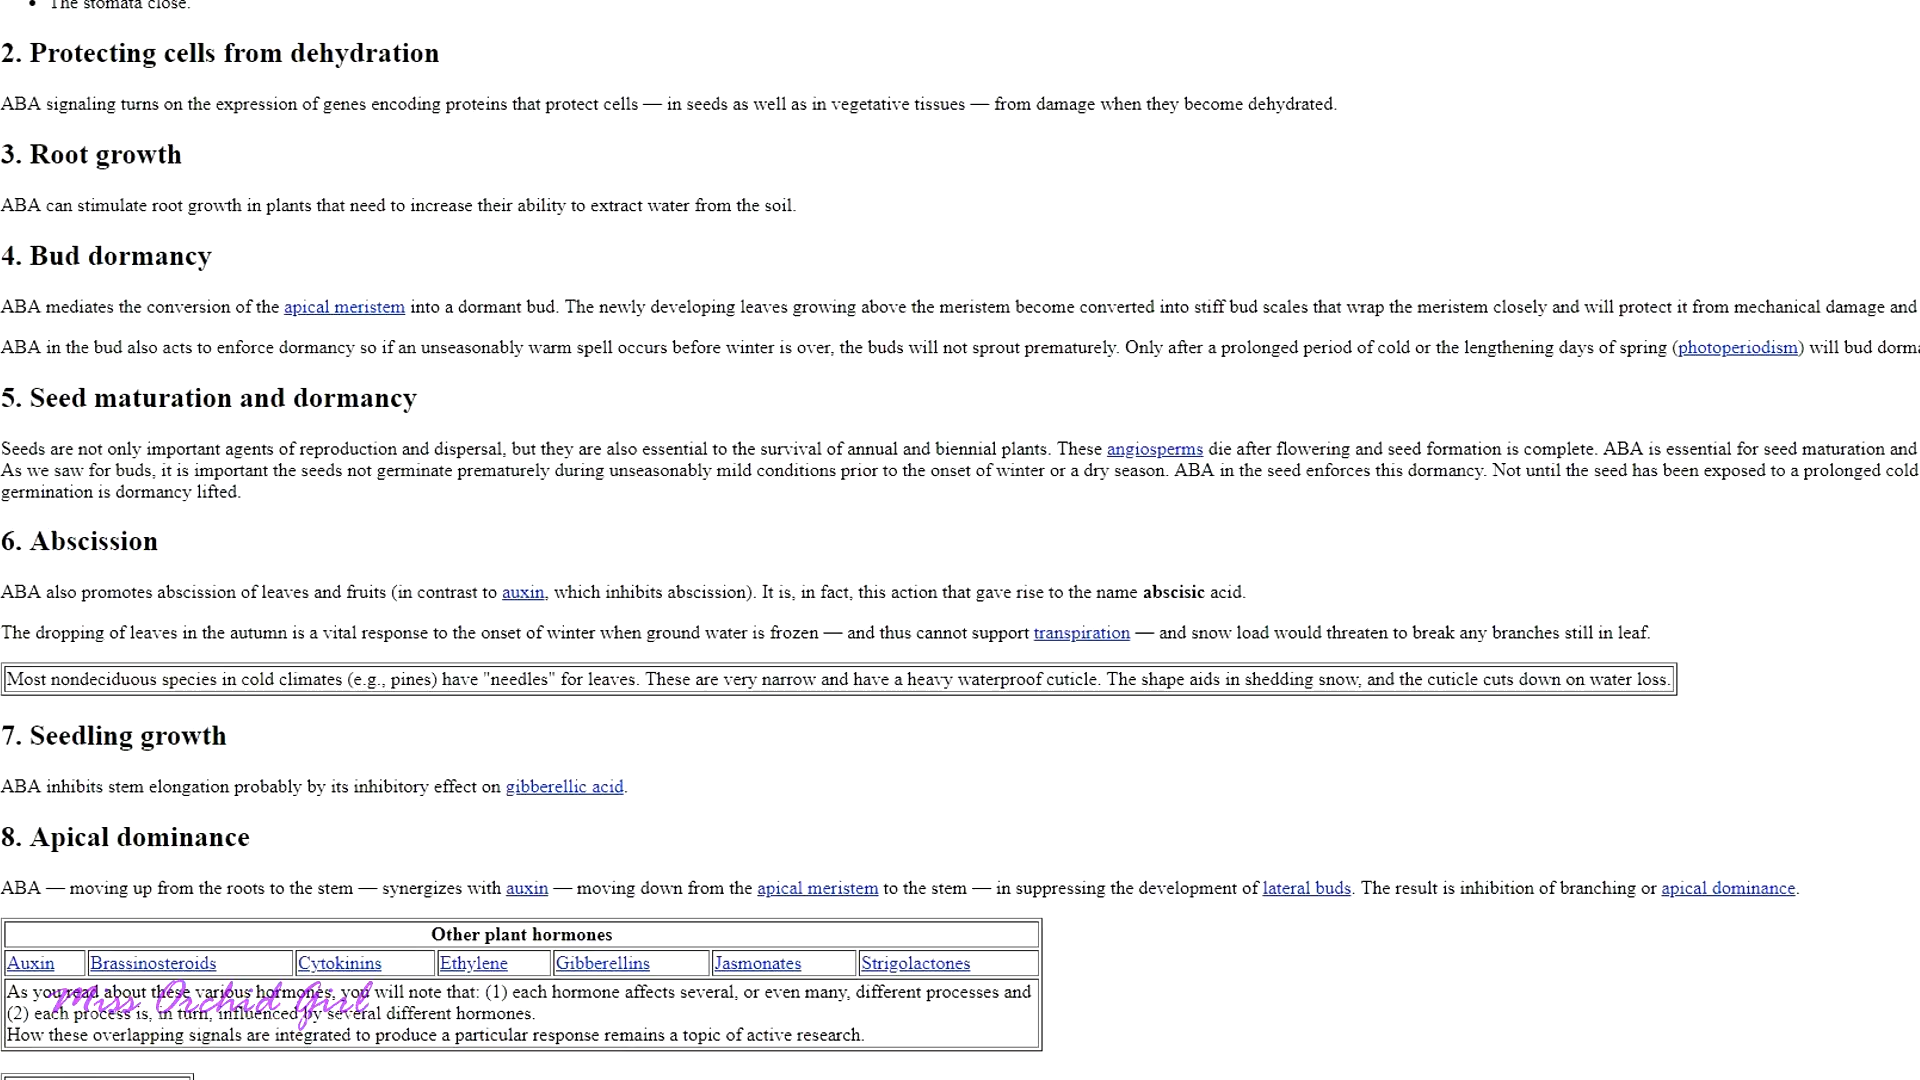 • The stomata close.
2. Protecting cells from dehydration
ABA signaling turns on the expression of genes encoding proteins that protect cells — in seeds as well as in vegetative tissues — from damage when they become dehydrated.
3. Root growth
ABA can stimulate root growth in plants that need to increase their ability to extract water from the soil.
4. Bud dormancy
ABA mediates the conversion of the apical meristem into a dormant bud. The newly developing leaves growing above the meristem become converted into stiff bud scales that wrap the meristem closely and will protect it from mechanical damage and
ABA in the bud also acts to enforce dormancy so if an unseasonably warm spell occurs before winter is over, the buds will not sprout prematurely. Only after a prolonged period of cold or the lengthening days of spring (photoperiodism) will bud dorma
5. Seed maturation and dormancy
Seeds are not only important agents of reproduction and dispersal, but they are also essential to the survival of annual and biennial plants. These angiosperms die after flowering and seed formation is complete. ABA is essential for seed maturation and
As we saw for buds, it is important the seeds not germinate prematurely during unseasonably mild conditions prior to the onset of winter or a dry season. ABA in the seed enforces this dormancy. Not until the seed has been exposed to a prolonged cold
germination is dormancy lifted.
6. Abscission
ABA also promotes abscission of leaves and fruits (in contrast to auxin, which inhibits abscission). It is, in fact, this action that gave rise to the name abscisic acid.
The dropping of leaves in the autumn is a vital response to the onset of winter when ground water is frozen — and thus cannot support transpiration — and snow load would threaten to break any branches still in leaf.
Most nondeciduous species in cold climates (e.g., pines) have "needles" for leaves. These are very narrow and have a heavy waterproof cuticle. The shape aids in shedding snow, and the cuticle cuts down on water loss.
7. Seedling growth
ABA inhibits stem elongation probably by its inhibitory effect on gibberellic acid.
8. Apical dominance
ABA — moving up from the roots to the stem — synergizes with auxin — moving down from the apical meristem to the stem — in suppressing the development of lateral buds. The result is inhibition of branching or apical dominance.
Other plant hormones
Auxin Brassinosteroids Cytokinins Ethylene Gibberellins Jasmonates Strigolactones
As you read about these various hormones, you will note that: (1) each hormone affects several, or even many, different processes and
Miss Orchid Girl
(2) each process is, in turn, influenced by several different hormones.
How these overlapping signals are integrated to produce a particular response remains a topic of active research.